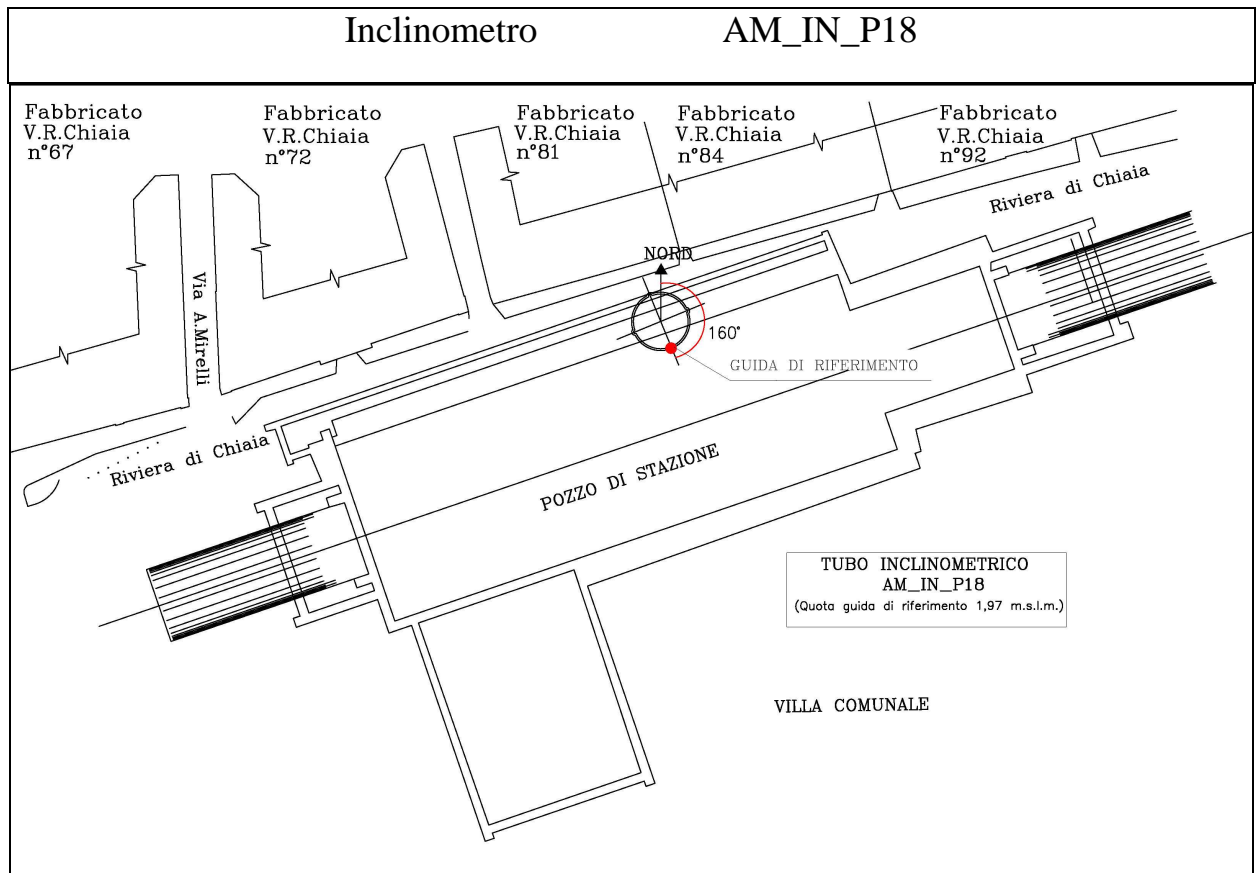 Inclinometro AM_IN_P18
Fabbricato
V.R.Chiaia
n°67
Fabbricato
V.R.Chiaia
n°72
Fabbricato
V.R.Chiaia
n°81
Fabbricato
V.R.Chiaia
n°84
Fabbricato
V.R.Chiaia
n°92
Riviera di Chiaia
NORD
Via A.Mirelli
160°
GUIDA DI RIFERIMENTO
Riviera di Chiaia
POZZO DI STAZIONE
TUBO INCLINOMETRICO
AM_IN_P18
(Quota guida di riferimento 1,97 m.s.l.m.)
VILLA COMUNALE